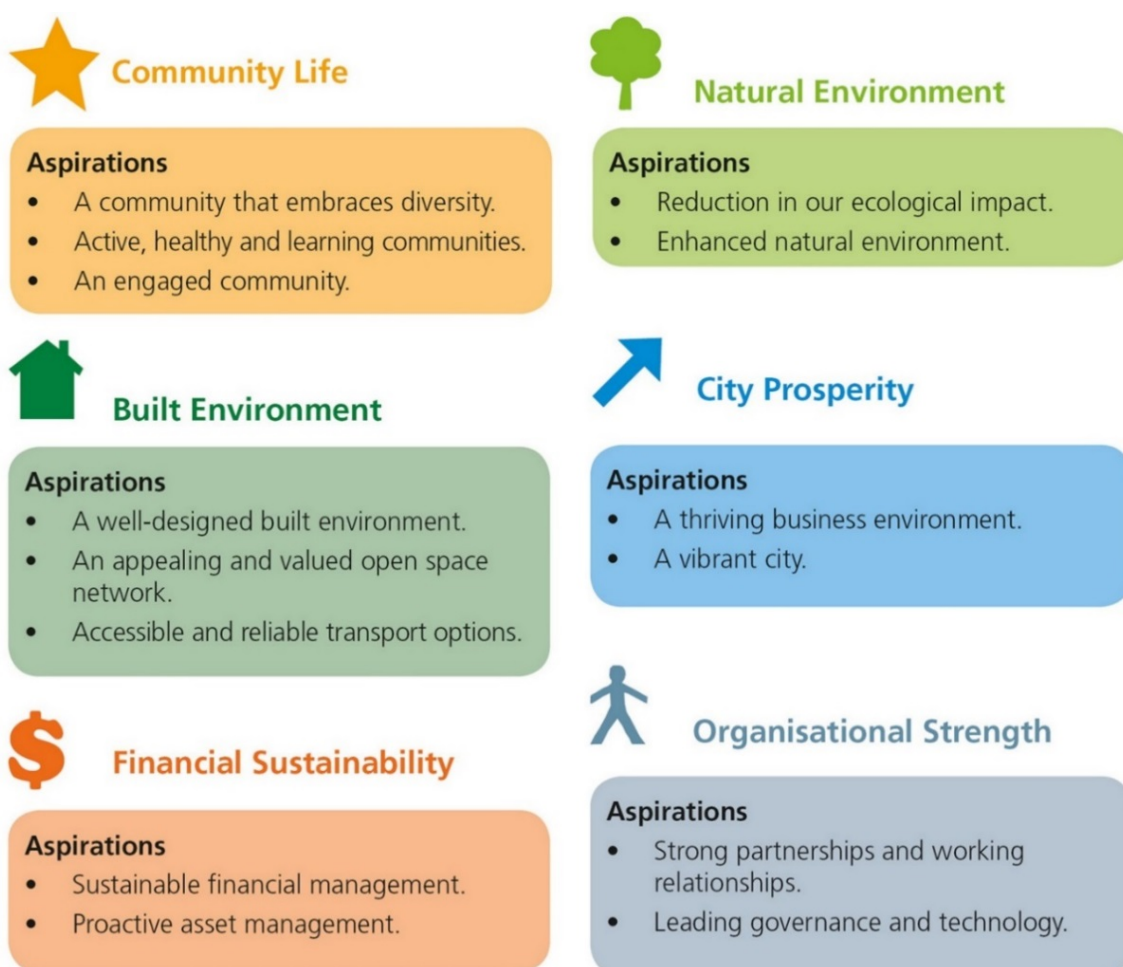 Community Life
Aspirations
• A community that embraces diversity.
• Active, healthy and learning communities.
• An engaged community.
Natural Environment
Aspirations
• Reduction in our ecological impact.
• Enhanced natural environment.
Built Environment
Aspirations
• A well-designed built environment.
• An appealing and valued open space
network.
• Accessible and reliable transport options.
City Prosperity
Aspirations
• A thriving business environment.
• A vibrant city.
Financial Sustainability
Aspirations
• Sustainable financial management.
• Proactive asset management.
Organisational Strength
Aspirations
• Strong partnerships and working
relationships.
• Leading governance and technology.